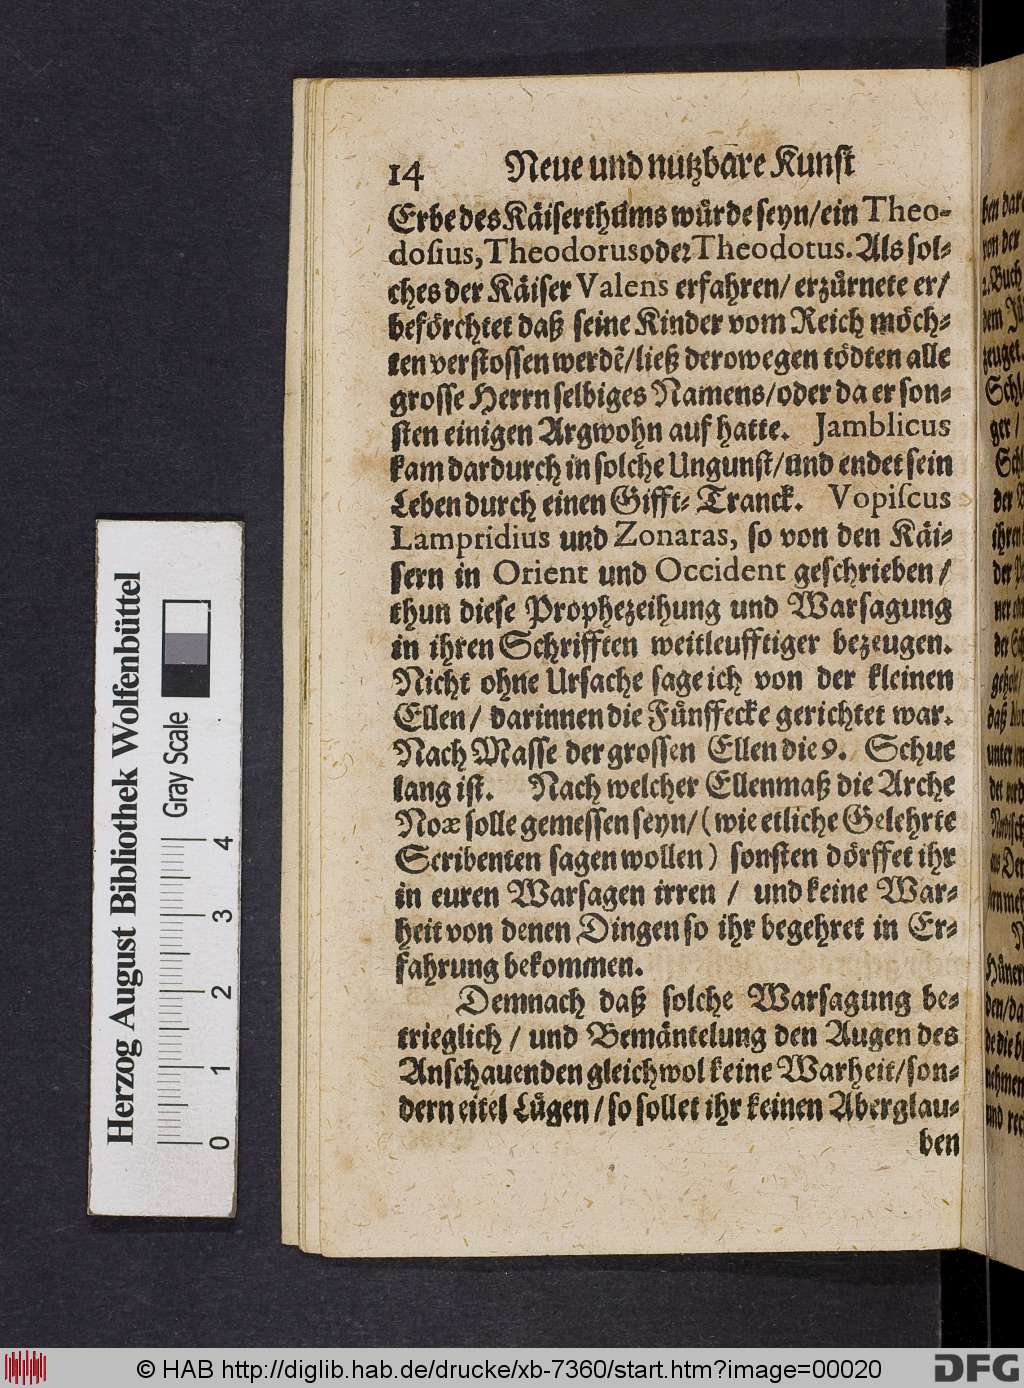 14 Neue und nutzbare Kunst
Erbe des Käiserthums würde seyn/ein Theo-
dosius, Theodorus oder Theodotus. Als sol-
ches der Käiser Valens erfahren/ erzürnete er/
beförchtet daß seine Kinder vom Reich möch-
ten verstossen werdẽ/ließ derowegen tödten alle
grosse Herrn selbiges Namens/oder da er son-
sten einigen Argwohn auf hatte. Jamblicus
kam dardurch in solche Ungunst/und endet sein
Leben durch einen Gifft-Tranck. Vopiscus
Lampridius und Zonaras, so von den Käi-
sern in Orient und Occident geschrieben/
thun diese Prophezeihung und Warsagung
in ihren Schrifften weitleufftiger bezeugen.
Nicht ohne Ursache sage ich von der kleinen
Ellen/ darinnen die Fünffecke gerichtet war.
Nach Masse der grossen Ellen die 9. Schue
lang ist. Nach welcher Ellenmaß die Arche
Noæ solle gemessen seyn/(wie etliche Gelehrte
Scribenten sagen wollen) sonsten dörffet ihr
in euren Warsagen irren / und keine War-
heit von denen Dingen so ihr begehret in Er-
fahrung bekommen.
Demnach daß solche Warsagung be-
trieglich / und Bemäntelung den Augen des
Anschauenden gleichwol keine Warheit/son-
dern eitel Lügen/so sollet ihr keinen Aberglau-
ben
Herzog August Bibliothek Wolfenbüttel
Gray Scale
0 1 2 3 4
© HAB http://diglib.hab.de/drucke/xb-7360/start.htm?image=00020
DFG